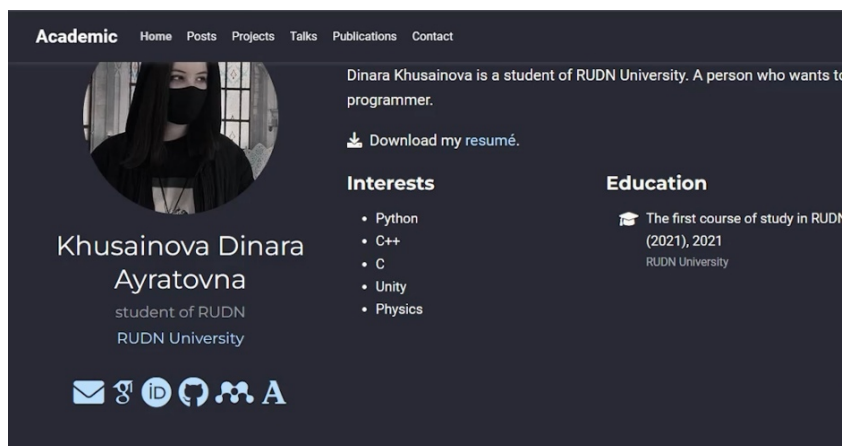 Academic Home Posts Projects Talks Publications Contact
Dinara Khusainova is a student of RUDN University. A person who wants to
programmer.
Download my resumé.
Khusainova Dinara
Ayratovna
student of RUDN
RUDN University
Interests
Python
C++
C
Unity
Physics
Education
The first course of study in RUDN
(2021), 2021
RUDN University